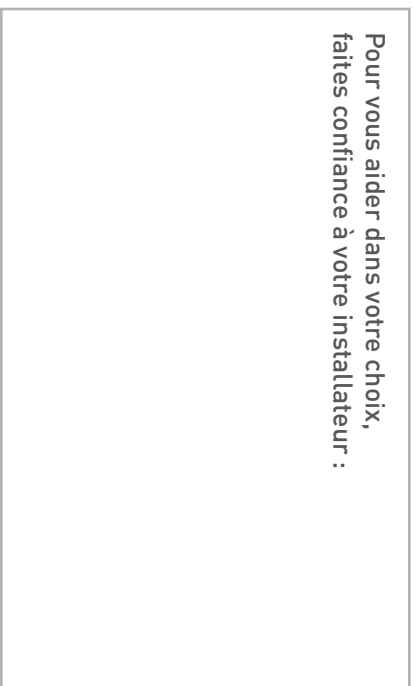 Pour vous aider dans votre choix,
faites confiance à votre installateur :